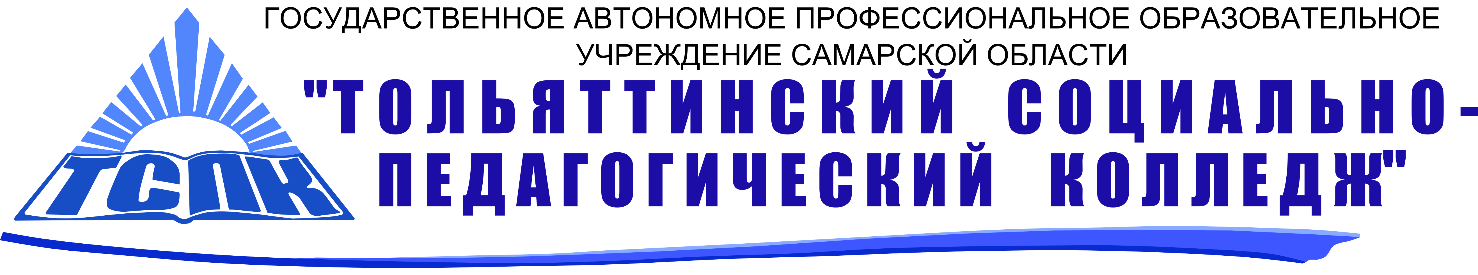 ГОСУДАРСТВЕННОЕ АВТОНОМНОЕ ПРОФЕССИОНАЛЬНОЕ ОБРАЗОВАТЕЛЬНОЕ
УЧРЕЖДЕНИЕ САМАРСКОЙ ОБЛАСТИ
"ТОЛЬЯТТИНСКИЙ СОЦИАЛЬНО-
ПЕДАГОГИЧЕСКИЙ КОЛЛЕДЖ"
ТСПК